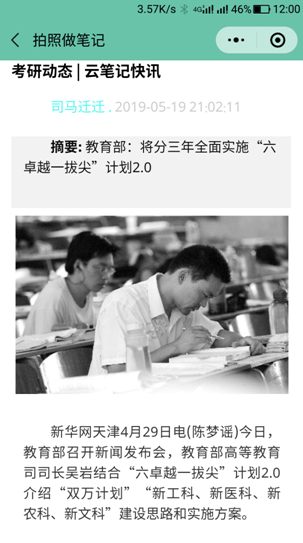 3.57K/s 4G 46% 12:00
拍照做笔记
考研动态 | 云笔记快讯
司马迁迁 . 2019-05-19 21:02:11
摘要: 教育部：将分三年全面实施“六
卓越一拔尖”计划2.0
新华网天津4月29日电(陈梦谣)今日，
教育部召开新闻发布会，教育部高等教育
司司长吴岩结合“六卓越一拔尖”计划2.0
介绍“双万计划”“新工科、新医科、新
农科、新文科”建设思路和实施方案。